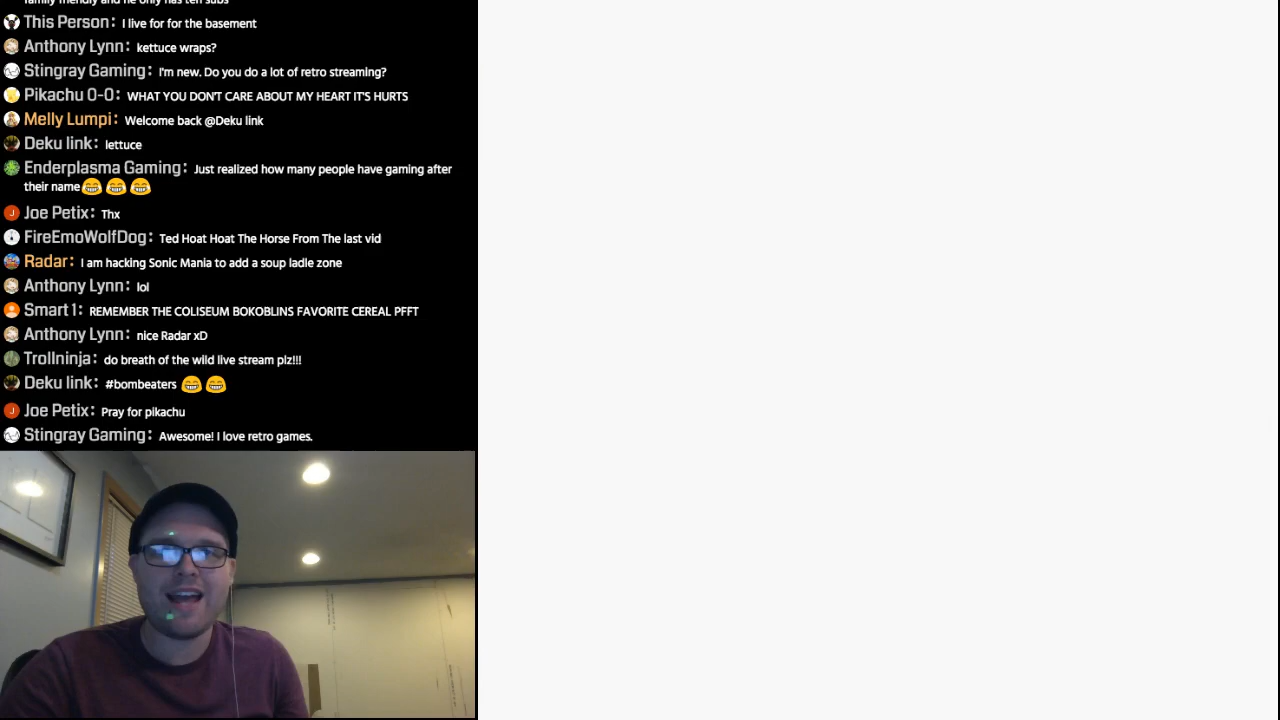 This Person: I live for for the basement
Anthony Lynn: kettuce wraps?
Stingray Gaming: I'm new. Do you do a lot of retro streaming?
Pikachu 0-0: WHAT YOU DON'T CARE ABOUT MY HEART IT'S HURTS
Melly Lumpi: Welcome back @Deku link
Deku link: lettuce
Enderplasma Gaming: Just realized how many people have gaming after
their name😂😂😂
J Joe Petix: Thx
FireEmoWolfDog: Ted Hoat Hoat The Horse From The last vid
Radar: I am hacking Sonic Mania to add a soup ladle zone
Anthony Lynn: lol
Smart 1: REMEMBER THE COLISEUM BOKOBLINS FAVORITE CEREAL PFFT
Anthony Lynn: nice Radar xD
Trollninja: do breath of the wild live stream plz!!!
Deku link: #bombeaters 😂 😂
J Joe Petix: Pray for pikachu
Stingray Gaming: Awesome! I love retro games.